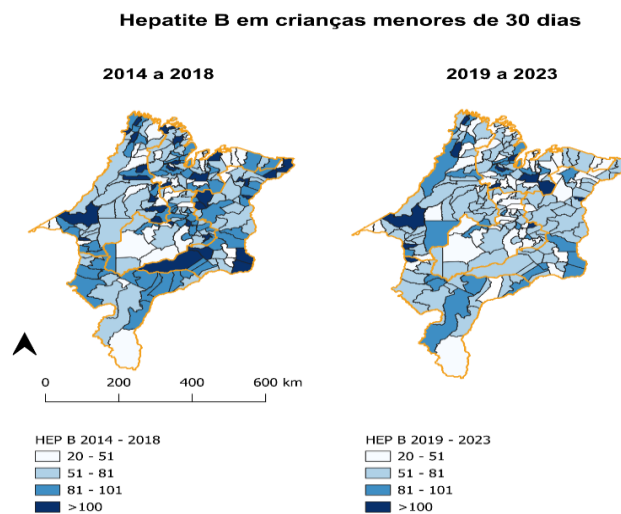 Hepatite B em crianças menores de 30 dias
2014 a 2018
2019 a 2023
0 200 400 600 km
HEP B 2014 - 2018
20 - 51
51 - 81
81 - 101
>100
HEP B 2019 - 2023
20 - 51
51 - 81
81 - 101
>100